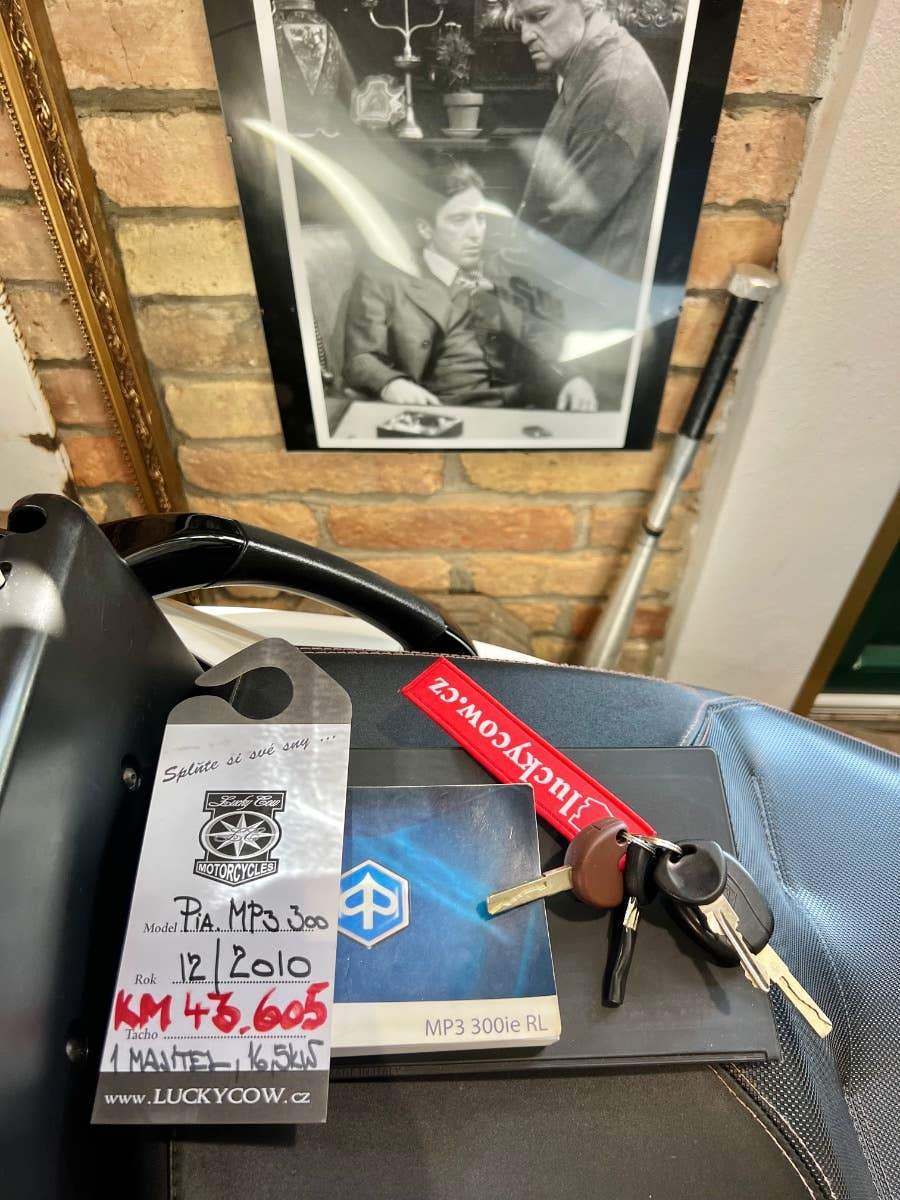 Splňte si své sny ...
Lucky Cow
MOTORCYCLES
Model PIA. MP3 300
Rok 12/2010
KM 43.605
Tacho
1 MAJITEL, 16,5KW
www.LUCKYCOW.cz
luckycow.cz
MP3 300ie RL